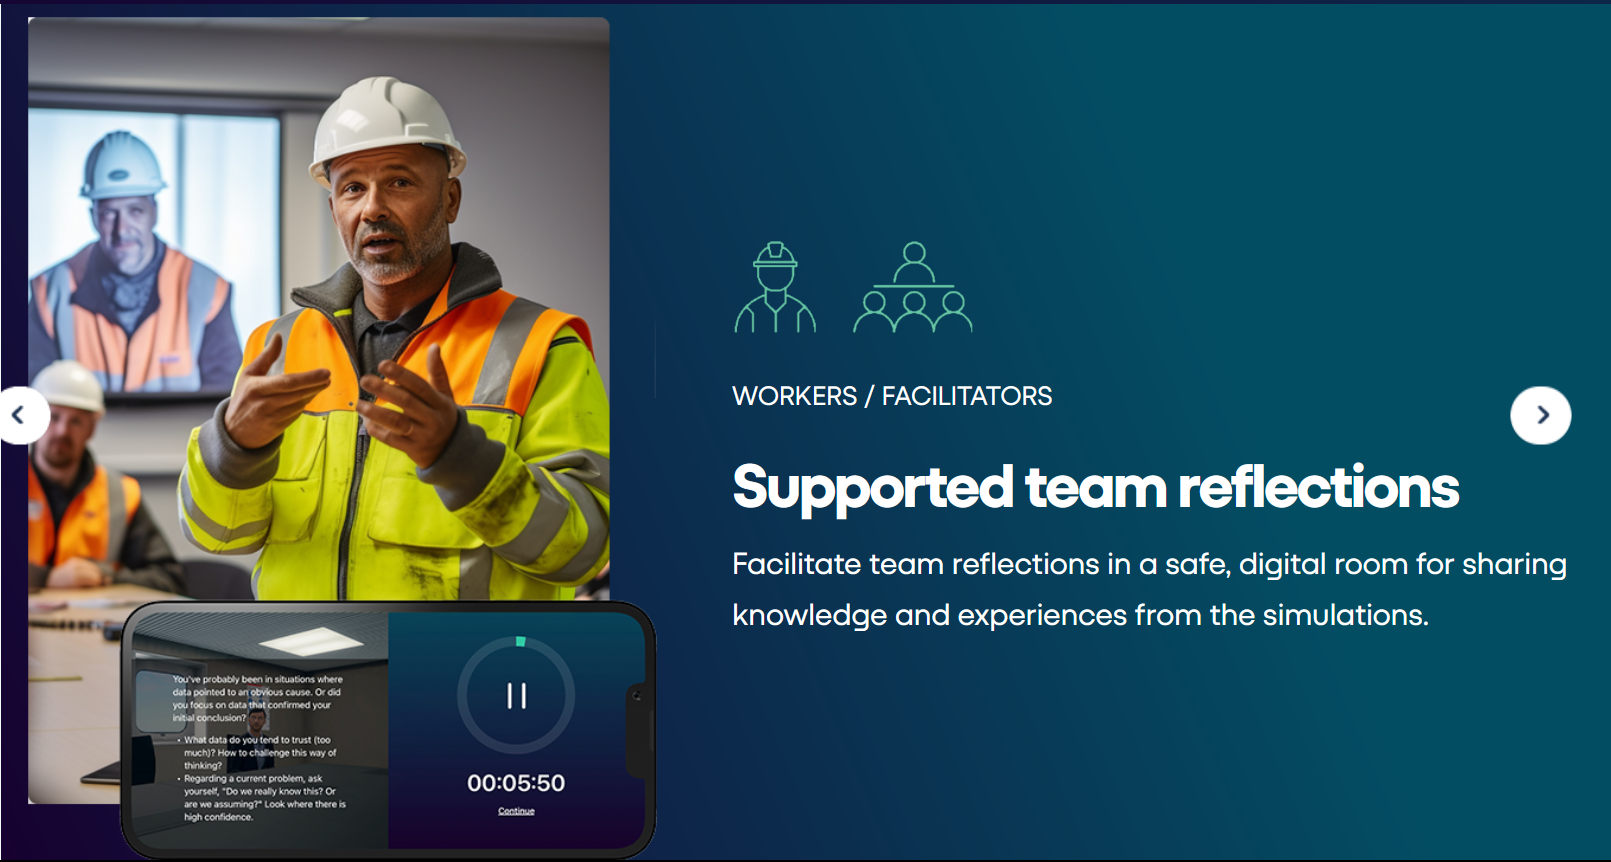 WORKERS / FACILITATORS
Supported team reflections
Facilitate team reflections in a safe, digital room for sharing
knowledge and experiences from the simulations.
You've probably been in situations where
data pointed to an obvious cause. Or did
you focus on data that confirmed your
initial conclusion?
• What data do you tend to trust (too
much)? How to challenge this way of
thinking?
• Regarding a current problem, ask
yourself, "Do we really know this? Or
are we assuming?" Look where there is
high confidence.
00:05:50
Continue